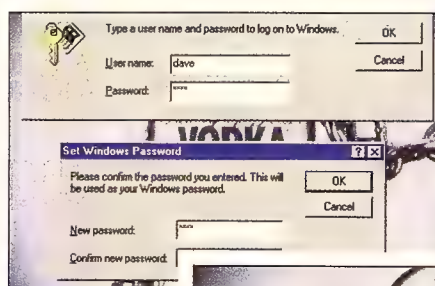 Type a user name and password to log on to Windows.
OK
User name: dave
Cancel
Password: ****
VODKA
Set Windows Password
Please confirm the password you entered. This will be used as your Windows password.
OK
Cancel
New password: ****
Confirm new password: